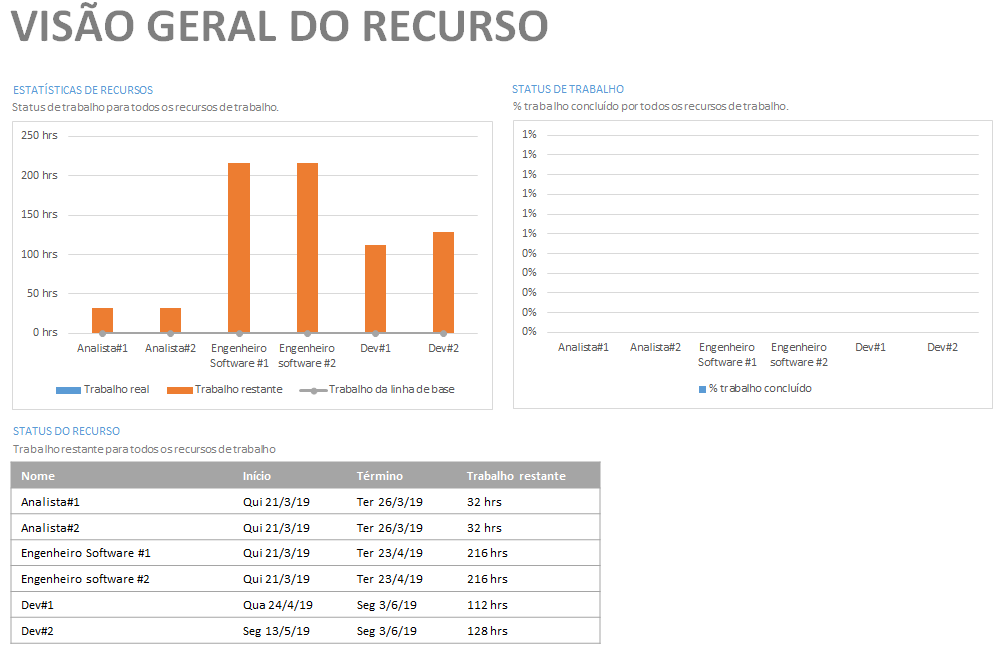 VISÃO GERAL DO RECURSO
ESTATÍSTICAS DE RECURSOS
Status de trabalho para todos os recursos de trabalho.
250 hrs
200 hrs
150 hrs
100 hrs
50 hrs
0 hrs
Analista#1 Analista#2 Engenheiro Engenheiro Dev#1 Dev#2
Software #1 software #2
Trabalho real Trabalho restante Trabalho da linha de base
STATUS DE TRABALHO
% trabalho concluído por todos os recursos de trabalho.
1%
1%
1%
1%
1%
1%
0%
0%
0%
0%
0%
Analista#1 Analista#2 Engenheiro Engenheiro Dev#1 Dev#2
Software #1 software #2
% trabalho concluído
STATUS DO RECURSO
Trabalho restante para todos os recursos de trabalho
Nome Início Término Trabalho restante
Analista#1 Qui 21/3/19 Ter 26/3/19 32 hrs
Analista#2 Qui 21/3/19 Ter 26/3/19 32 hrs
Engenheiro Software #1 Qui 21/3/19 Ter 23/4/19 216 hrs
Engenheiro software #2 Qui 21/3/19 Ter 23/4/19 216 hrs
Dev#1 Qua 24/4/19 Seg 3/6/19 112 hrs
Dev#2 Seg 13/5/19 Seg 3/6/19 128 hrs